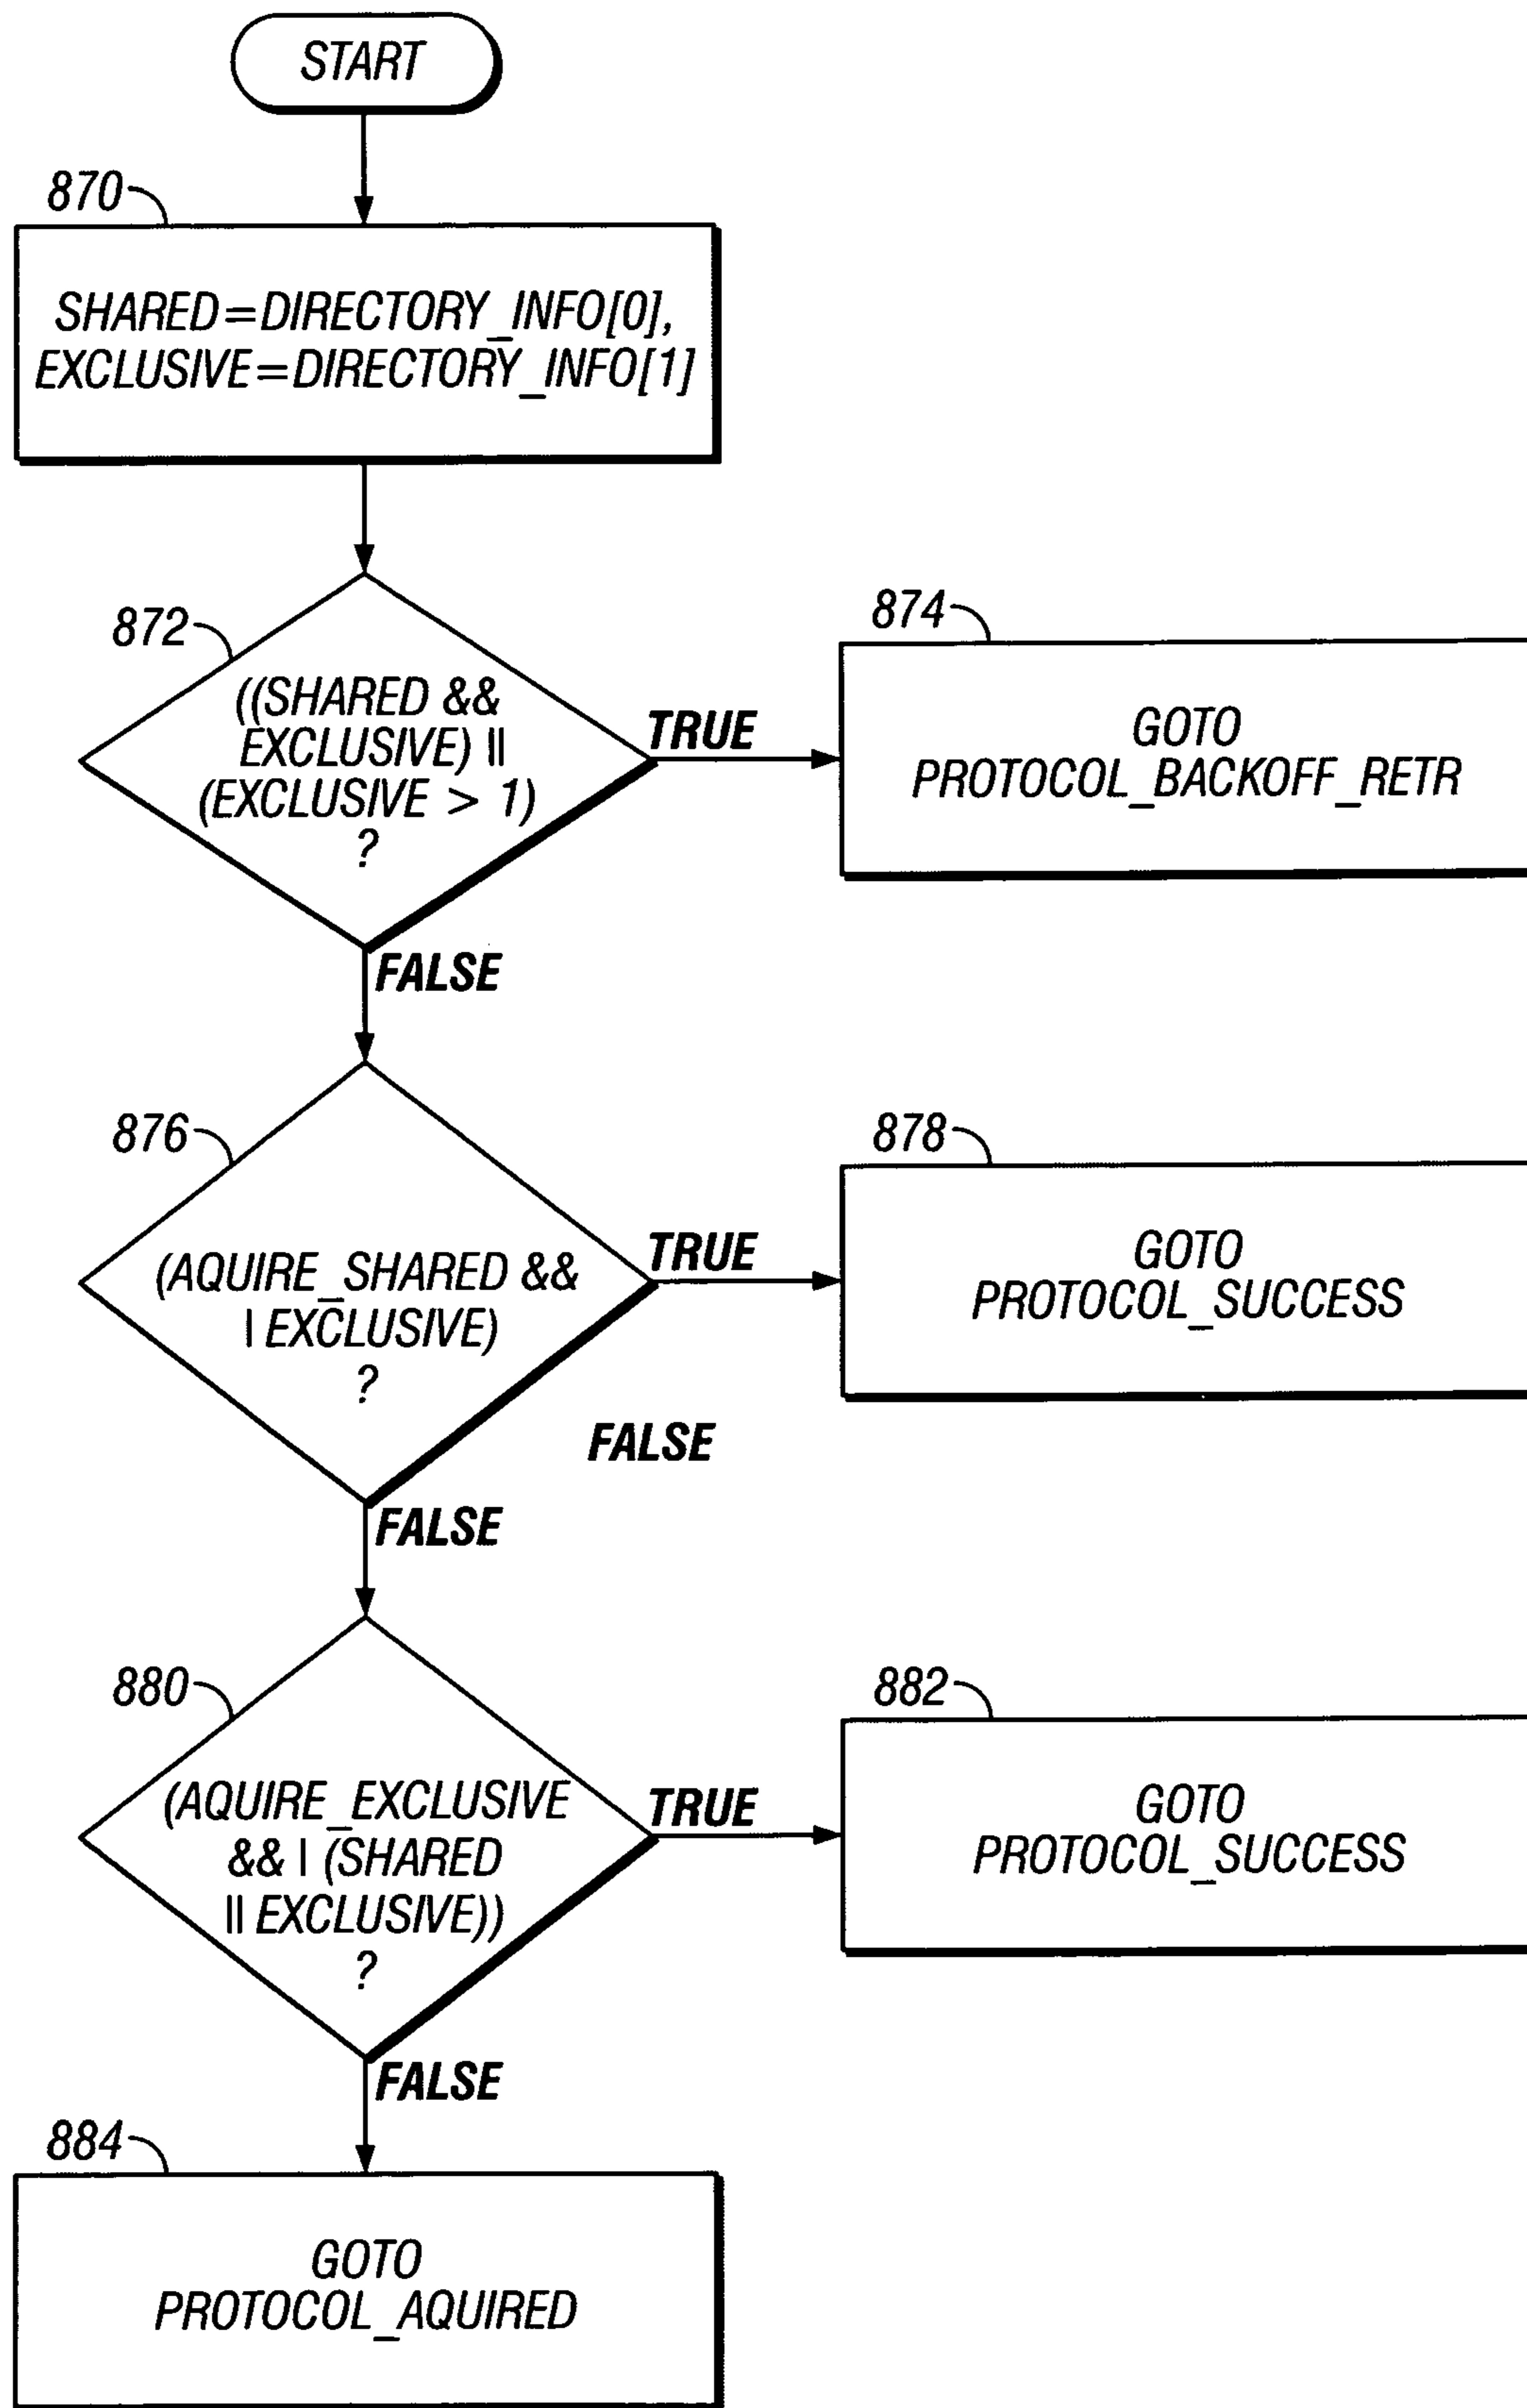 START
870
SHARED=DIRECTORY_INFO[0],
EXCLUSIVE=DIRECTORY_INFO[1]
872
((SHARED &&
EXCLUSIVE) ||
(EXCLUSIVE > 1)
?
TRUE
874
GOTO
PROTOCOL_BACKOFF_RETR
FALSE
876
(AQUIRE_SHARED &&
| EXCLUSIVE)
?
TRUE
878
GOTO
PROTOCOL_SUCCESS
FALSE
FALSE
880
(AQUIRE_EXCLUSIVE
&& | (SHARED
|| EXCLUSIVE))
?
TRUE
882
GOTO
PROTOCOL_SUCCESS
FALSE
884
GOTO
PROTOCOL_AQUIRED